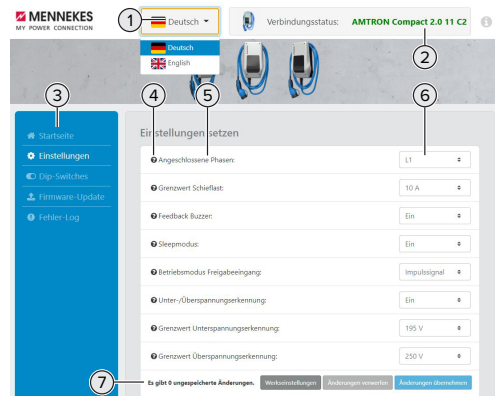 MENNEKES
MY POWER CONNECTION
1
Deutsch
Verbindungsstatus: AMTRON Compact 2.0 11 C2
Deutsch
English
2
3
4
5
6
Startseite
Einstellungen
Dip-Switches
Firmware-Update
Fehler-Log
Einstellungen setzen
Angeschlossene Phasen: L1
Grenzwert Schieflast: 10 A
Feedback Buzzer: Ein
Sleepmodus: Ein
Betriebsmodus Freigabeeingang: Impulssignal
Unter-/Überspannungserkennung: Ein
Grenzwert Unterspannungserkennung: 195 V
Grenzwert Überspannungserkennung: 250 V
7
Es gibt 0 ungespeicherte Änderungen. Werkseinstellungen Änderungen verwerfen Änderungen übernehmen